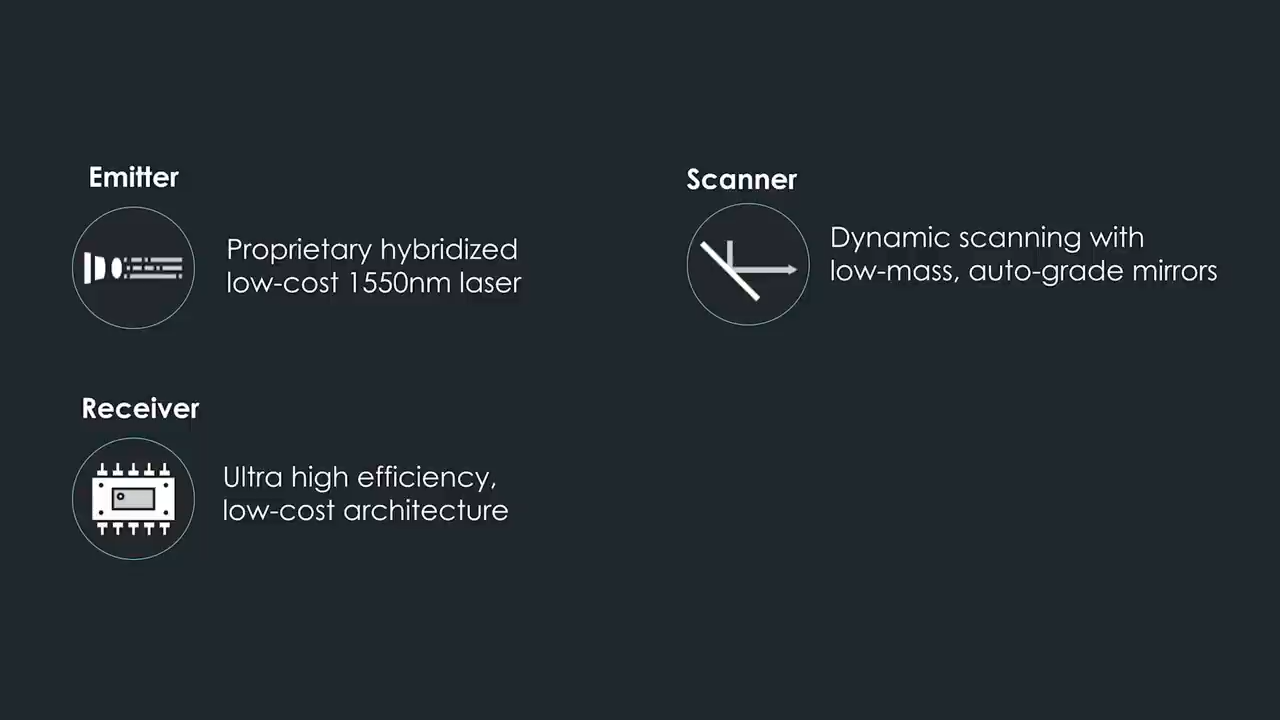 Emitter
Proprietary hybridized
low-cost 1550nm laser
Scanner
Dynamic scanning with
low-mass, auto-grade mirrors
Receiver
Ultra high efficiency,
low-cost architecture